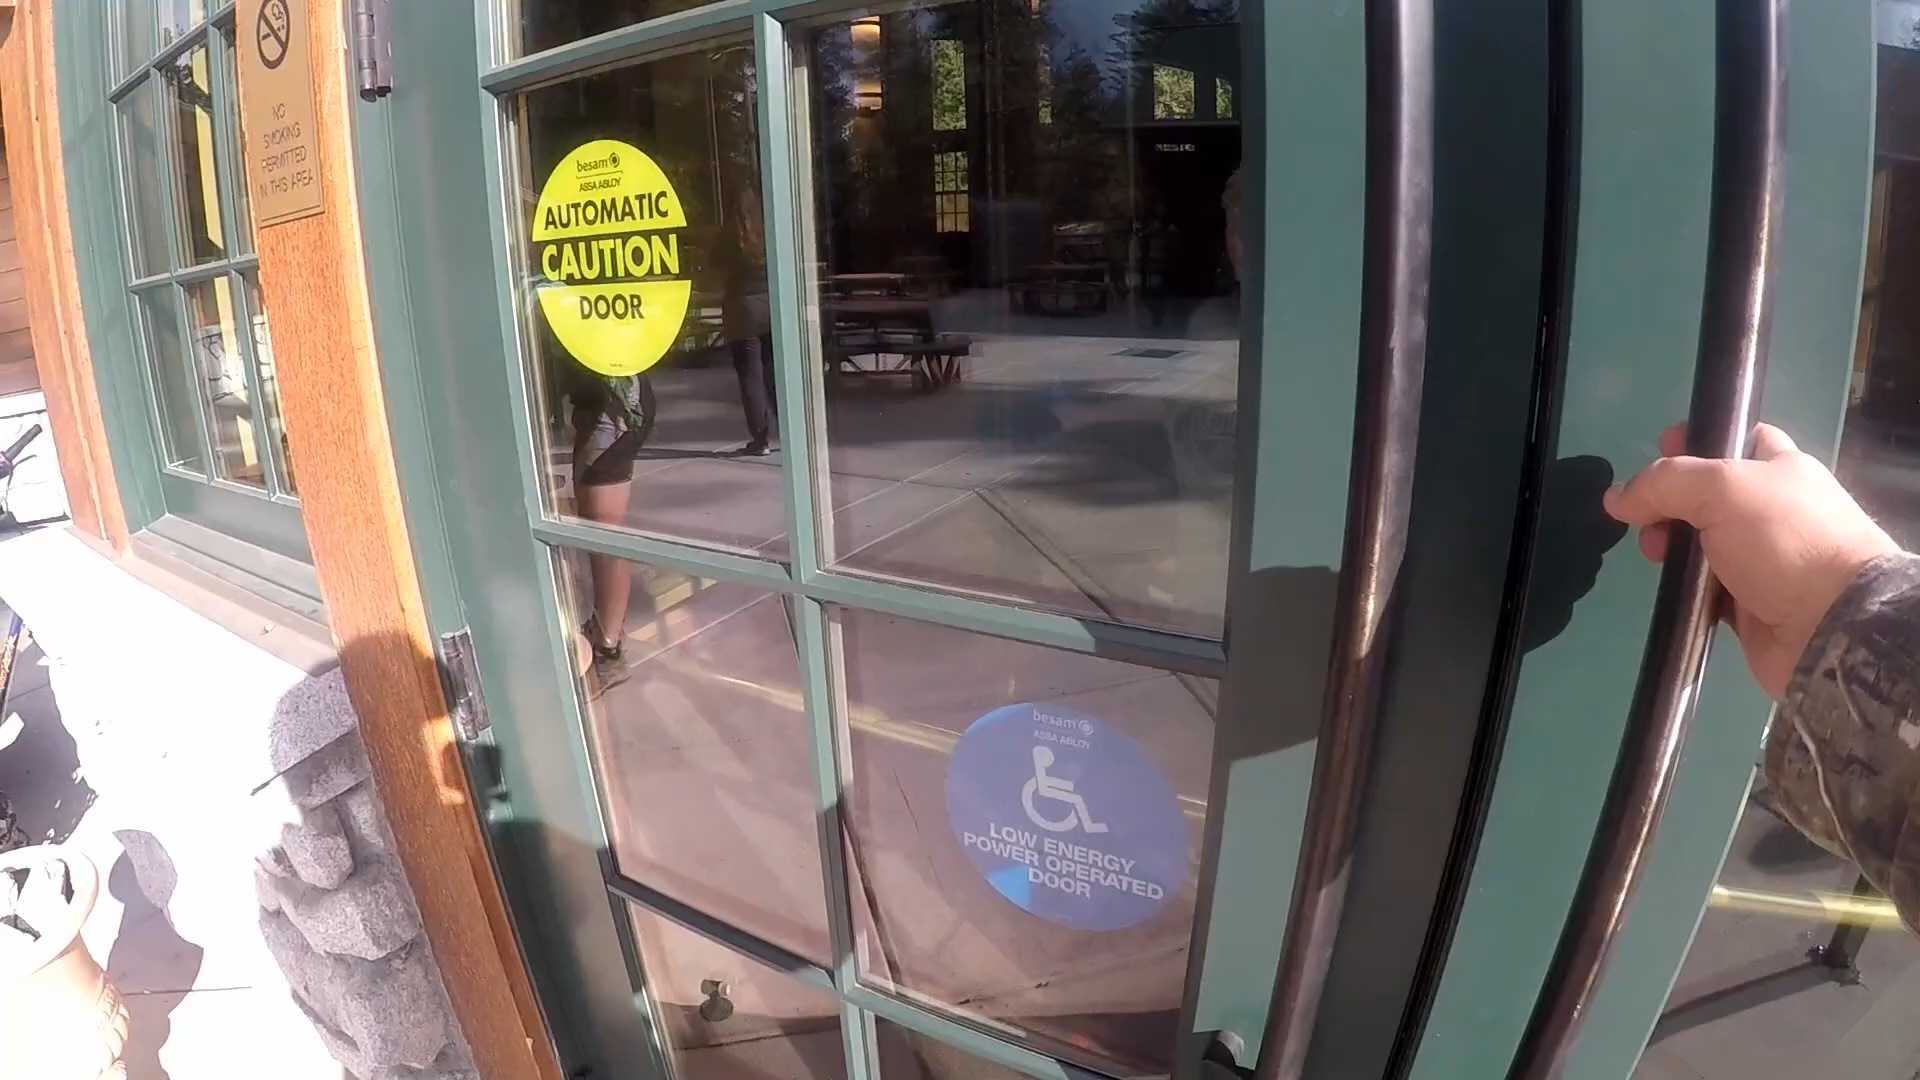 NO
SMOKING
PERMITTED
IN THIS AREA
besam
ASSA ABLOY
AUTOMATIC
CAUTION
DOOR
besam
ASSA ABLOY
LOW ENERGY
POWER OPERATED
DOOR